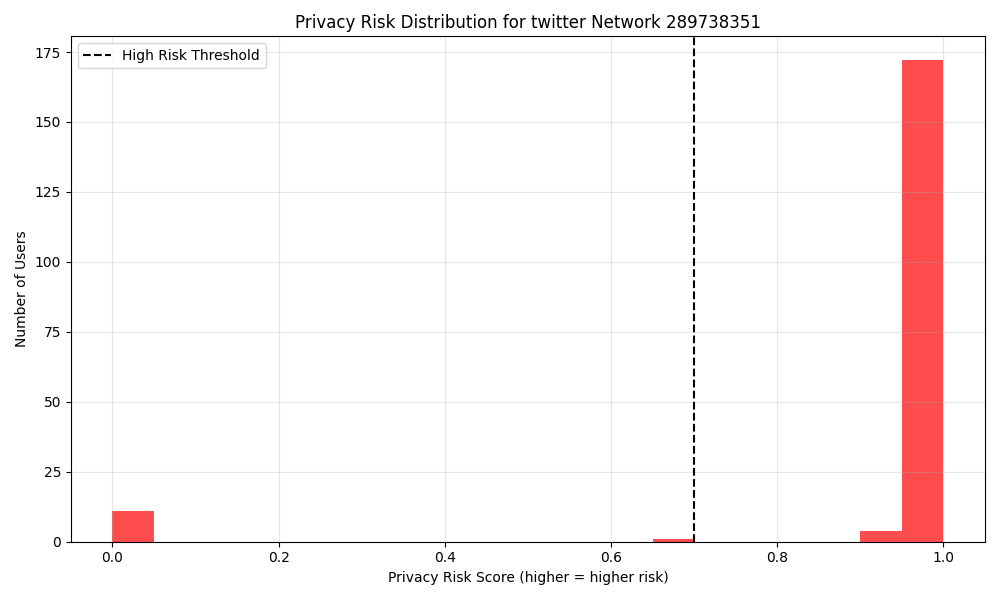 Privacy Risk Distribution for twitter Network 289738351
High Risk Threshold
175
150
125
100
75
50
25
0
Number of Users
0.0 0.2 0.4 0.6 0.8 1.0
Privacy Risk Score (higher = higher risk)